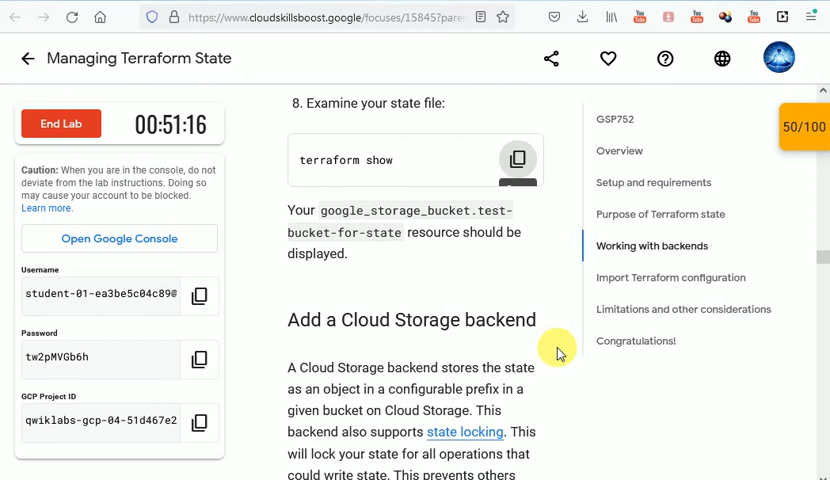 https://www.cloudskillsboost.google/focuses/15845?pare
Managing Terraform State
End Lab
00:51:16
Caution: When you are in the console, do not
deviate from the lab instructions. Doing so
may cause your account to be blocked.
Learn more.
Open Google Console
Username
student-01-ea3be5c04c89@
Password
tw2pMVGb6h
GCP Project ID
qwiklabs-gcp-04-51d467e2
8. Examine your state file:
terraform show
Your google_storage_bucket.test-
bucket-for-state resource should be
displayed.
Add a Cloud Storage backend
A Cloud Storage backend stores the state
as an object in a configurable prefix in a
given bucket on Cloud Storage. This
backend also supports state locking. This
will lock your state for all operations that
could write state. This prevents others
GSP752
Overview
Setup and requirements
Purpose of Terraform state
Working with backends
Import Terraform configuration
Limitations and other considerations
Congratulations!
50/100